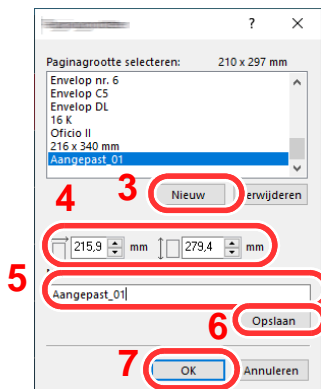 ? ×
Paginagrootte selecteren: 210 x 297 mm
Envelop nr. 6
Envelop C5
Envelop DL
16 K
Oficio II
216 x 340 mm
Aangepast_01
3 Nieuw erwijderen
4
215,9 mm 279,4 mm
5
Aangepast_01
6 Opslaan
7 OK Annuleren